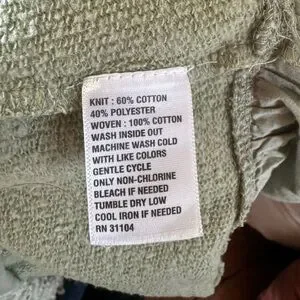 KNIT : 60% COTTON
40% POLYESTER
WOVEN : 100% COTTON
WASH INSIDE OUT
MACHINE WASH COLD
WITH LIKE COLORS
GENTLE CYCLE
ONLY NON-CHLORINE
BLEACH IF NEEDED
TUMBLE DRY LOW
COOL IRON IF NEEDED
RN 31104